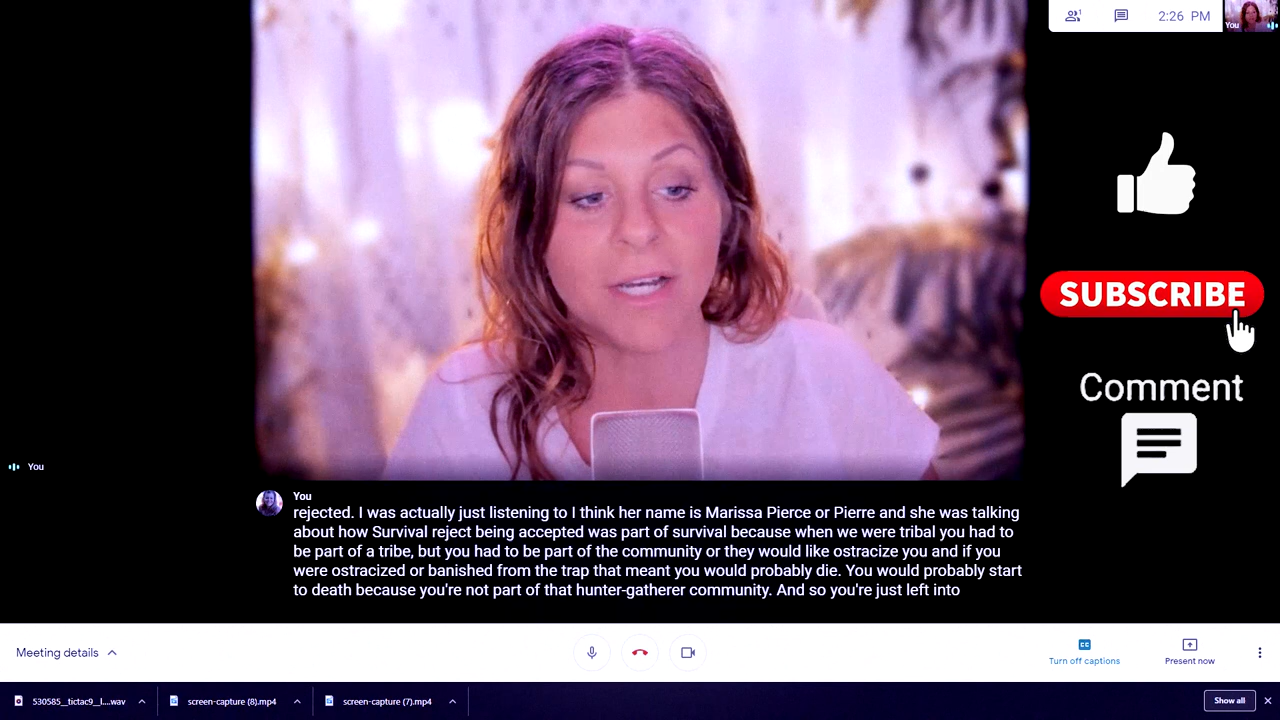 1
2:26 PM
You
SUBSCRIBE
Comment
You
You
rejected. I was actually just listening to I think her name is Marissa Pierce or Pierre and she was talking
about how Survival reject being accepted was part of survival because when we were tribal you had to
be part of a tribe, but you had to be part of the community or they would like ostracize you and if you
were ostracized or banished from the trap that meant you would probably die. You would probably start
to death because you're not part of that hunter-gatherer community. And so you're just left into
Meeting details
CC
Turn off captions
Present now
530585__tictac9__l....wav
screen-capture (8).mp4
screen-capture (7).mp4
Show all